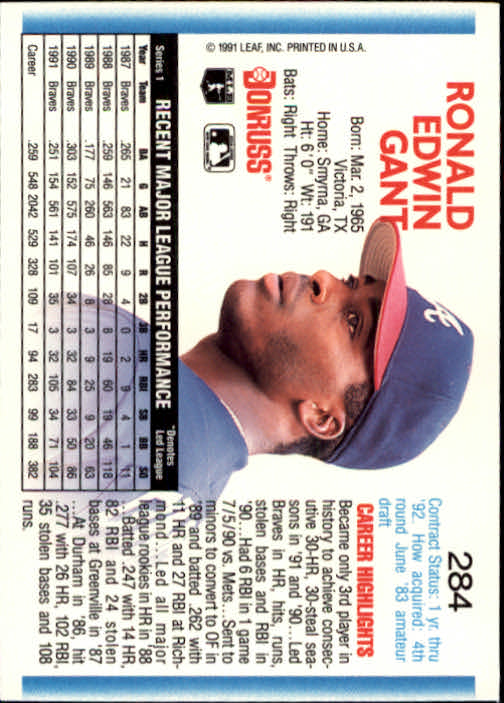 284
RONALD
EDWIN
GANT
Contract Status: 1 yr. thru
'92. How acquired: 4th
round June '83 amateur
draft
Born: Mar. 2, 1965
Victoria, TX
Home: Smyrna, GA
Ht: 6'0" Wt: 191
Bats: Right Throws: Right
DONRUSS®
MLB
© 1991 LEAF, INC. PRINTED IN U.S.A.
CAREER HIGHLIGHTS
Became only 3rd player in
history to achieve consec-
utive 30-HR, 30-steal sea-
sons in '91 and '90...Led
Braves in HR, hits, runs,
stolen bases and RBI in
'90...Had 6 RBI in 1 game
7/5/90 vs. Mets...Sent to
minors to convert to OF in
'89 and batted .262 with
11 HR and 27 RBI at Rich-
mond...Led all major
league rookies in HR in '88
...Batted .247 with 14 HR,
82 RBI and 24 stolen
bases at Greenville in '87
...At Durham in '86, hit
.277 with 26 HR, 102 RBI,
35 stolen bases and 108
runs.
Series 1 RECENT MAJOR LEAGUE PERFORMANCE *Denotes Led League
Year Team BA G AB H R 2B 3B HR RBI SB BB SO
1987 Braves .265 21 83 22 9 4 0 2 9 4 1 11
1988 Braves .259 146 563 146 85 28 8 19 60 19 46 118
1989 Braves .177 75 260 46 26 8 3 9 25 9 20 63
1990 Braves .303 152 575 174 107 34 3 32 84 33 50 86
1991 Braves .251 154 561 141 101 35 3 32 105 34 71 104
Career .259 548 2042 529 328 109 17 94 283 99 188 382